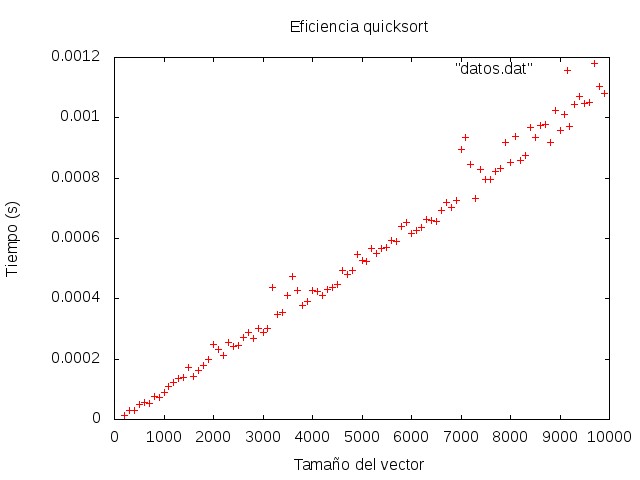 Eficiencia quicksort
"datos.dat"
0.0012
0.001
0.0008
0.0006
0.0004
0.0002
0
Tiempo (s)
0 1000 2000 3000 4000 5000 6000 7000 8000 9000 10000
Tamaño del vector